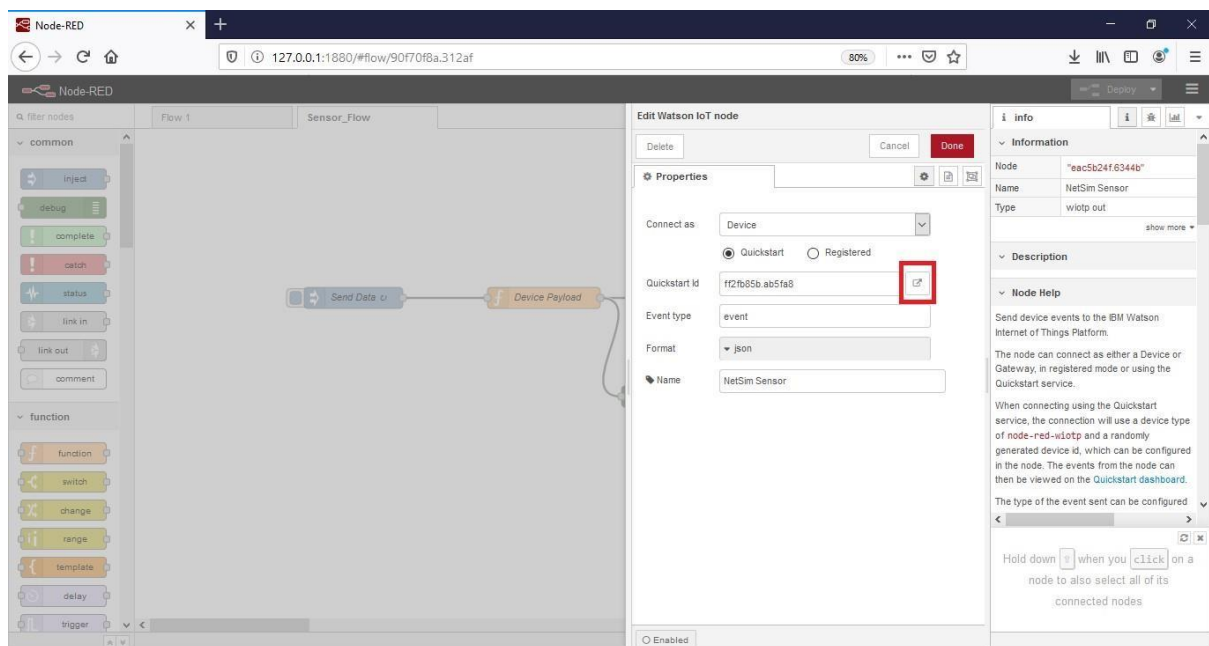 Node-RED
127.0.0.1:1880/#flow/90f70f8a.312af
80%
Node-RED
Deploy
filter nodes
Flow 1
Sensor_Flow
Edit Watson IoT node
i info
common
Delete
Cancel
Done
Information
Node
"eac5b24f.6344b"
Properties
Name
NetSim Sensor
Type
wiotp out
show more
inject
debug
complete
catch
status
link in
link out
comment
Connect as
Device
Quickstart
Registered
Quickstart Id
ff2fb85b.ab5fa8
Event type
event
Format
json
Name
NetSim Sensor
Send Data
Device Payload
Description
Node Help
Send device events to the IBM Watson
Internet of Things Platform.
The node can connect as either a Device or
Gateway, in registered mode or using the
Quickstart service.
When connecting using the Quickstart
service, the connection will use a device type
of node-red-wiotp and a randomly
generated device id, which can be configured
in the node. The events from the node can
then be viewed on the Quickstart dashboard.
The type of the event sent can be configured
function
function
switch
change
range
template
delay
trigger
Hold down ⇧ when you click on a
node to also select all of its
connected nodes
Enabled